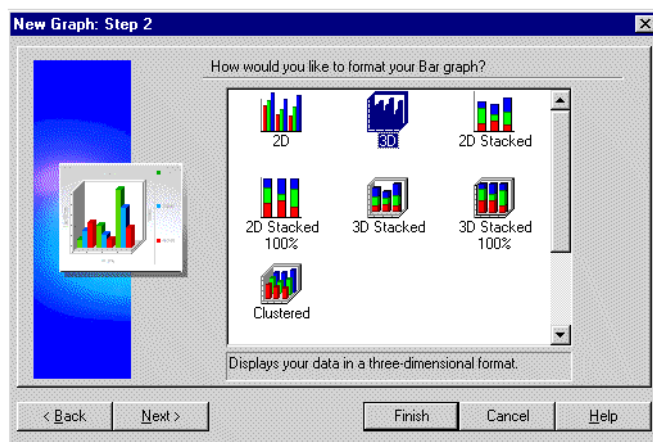 New Graph: Step 2
How would you like to format your Bar graph?
2D
3D
2D Stacked
2D Stacked
100%
3D Stacked
3D Stacked
100%
Clustered
Displays your data in a three-dimensional format.
< Back
Next >
Finish
Cancel
Help